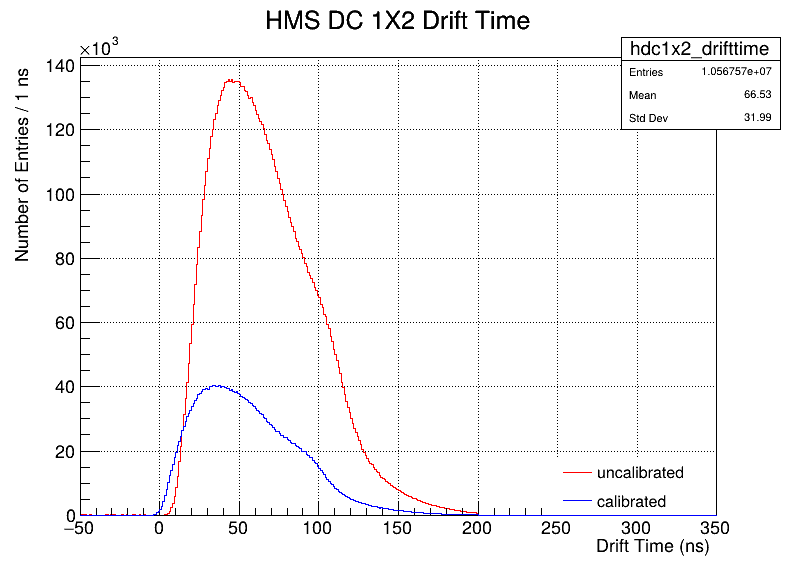 HMS DC 1X2 Drift Time
×10³
hdc1x2_drifttime
Entries 1.056757e+07
Mean 66.53
Std Dev 31.99
Number of Entries / 1 ns
140
120
100
80
60
40
20
0
uncalibrated
calibrated
−50 0 50 100 150 200 250 300 350
Drift Time (ns)